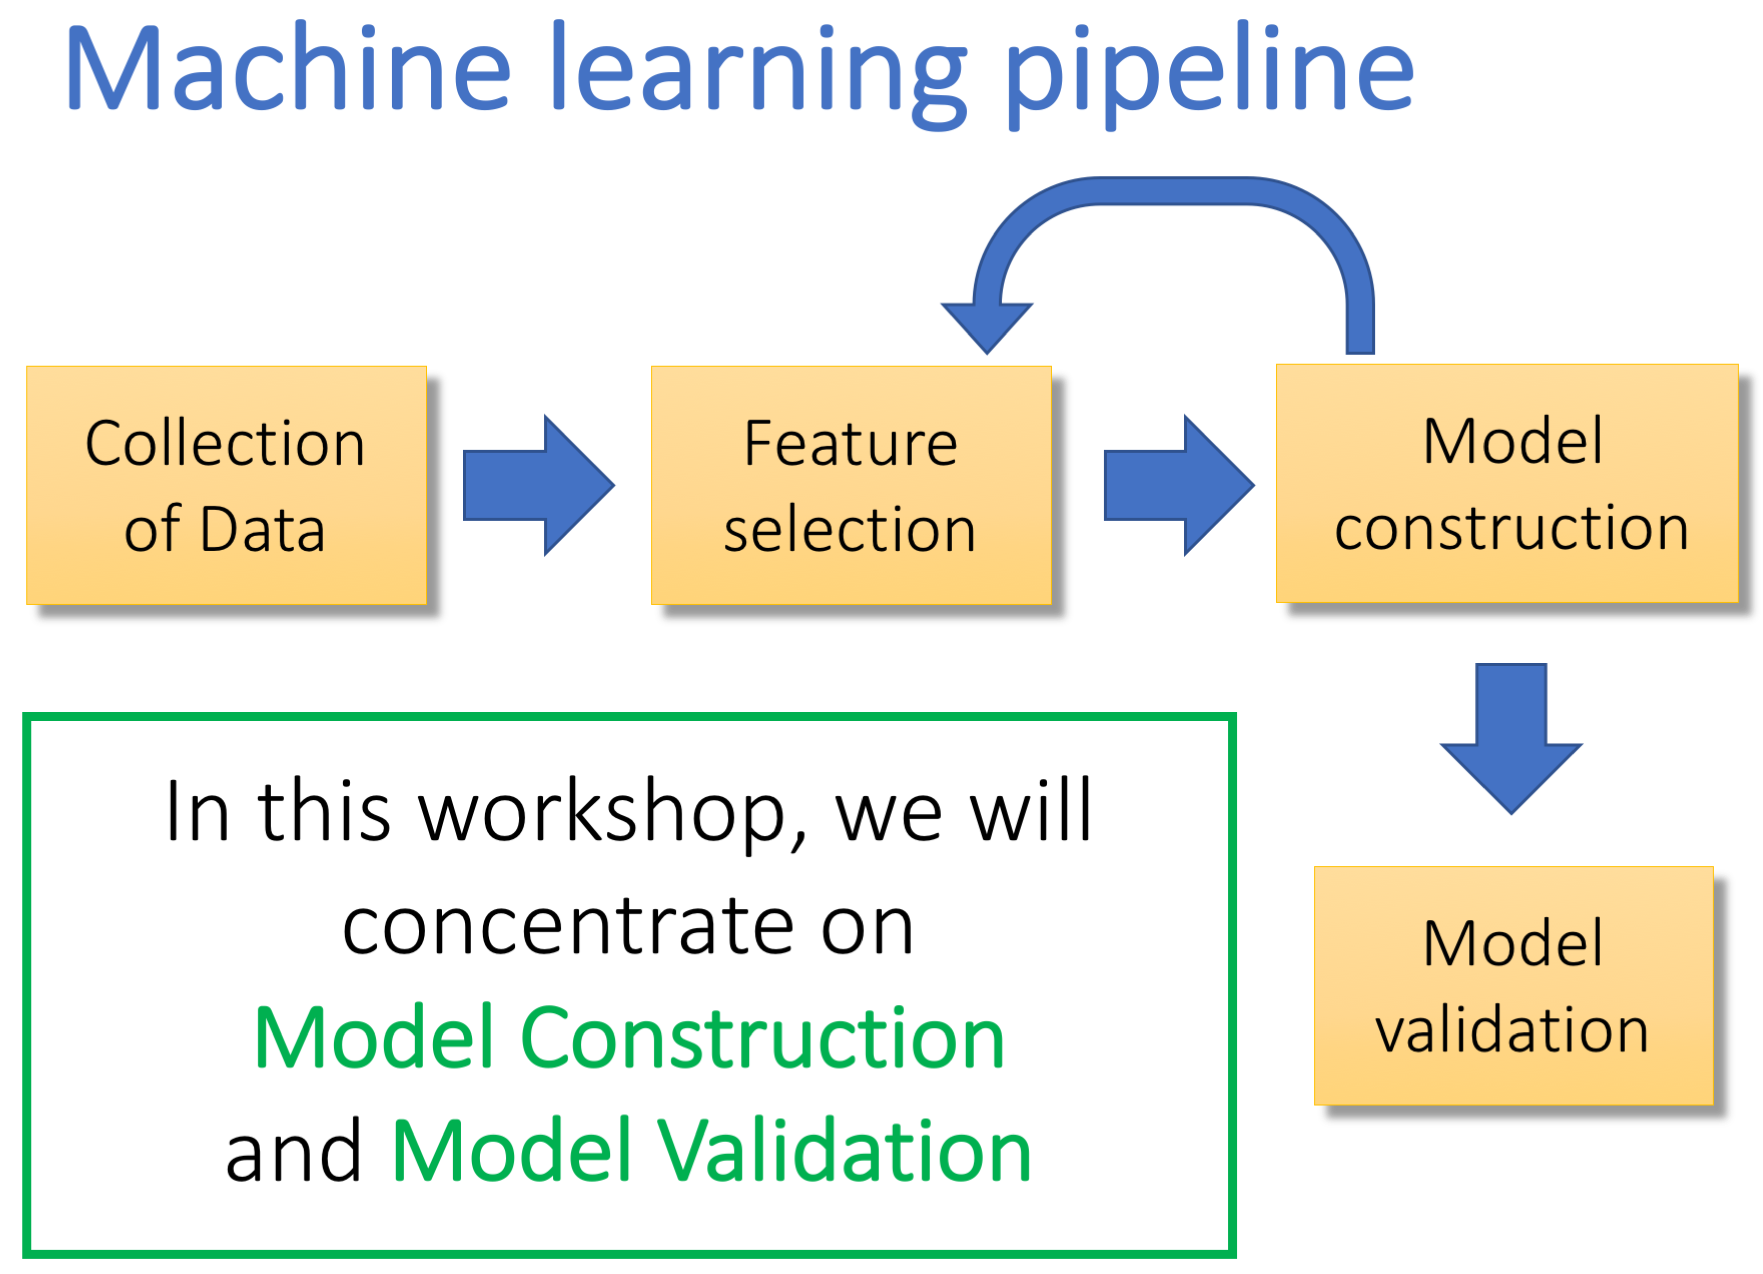 Machine learning pipeline
Collection
of Data
Feature
selection
Model
construction
Model
validation
In this workshop, we will
concentrate on
Model Construction
and Model Validation